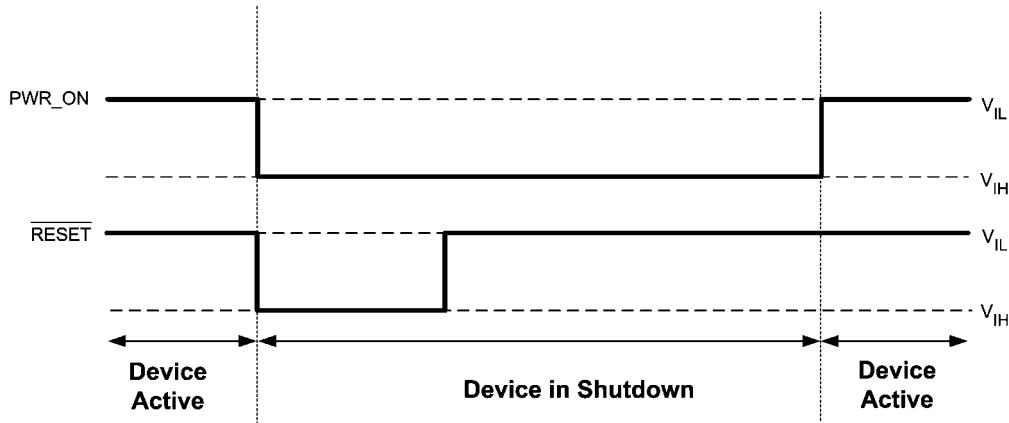 PWR_ON
V_IL
V_IH
RESET
V_IL
V_IH
Device
Active
Device in Shutdown
Device
Active